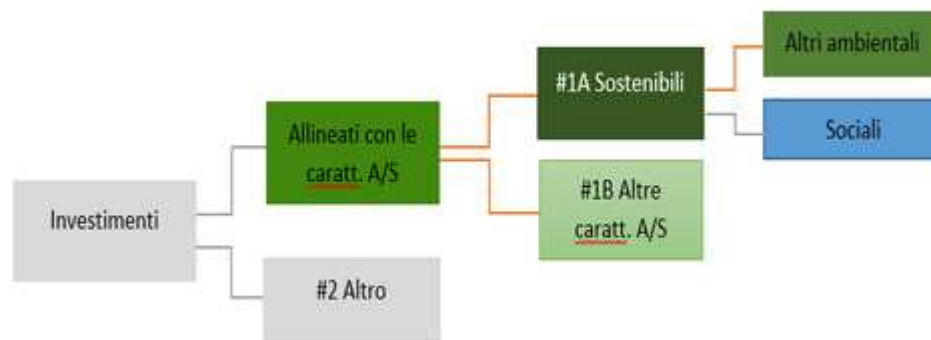 Investimenti
Allineati con le
caratt. A/S
#2 Altro
#1A Sostenibili
#1B Altre
caratt. A/S
Altri ambientali
Sociali